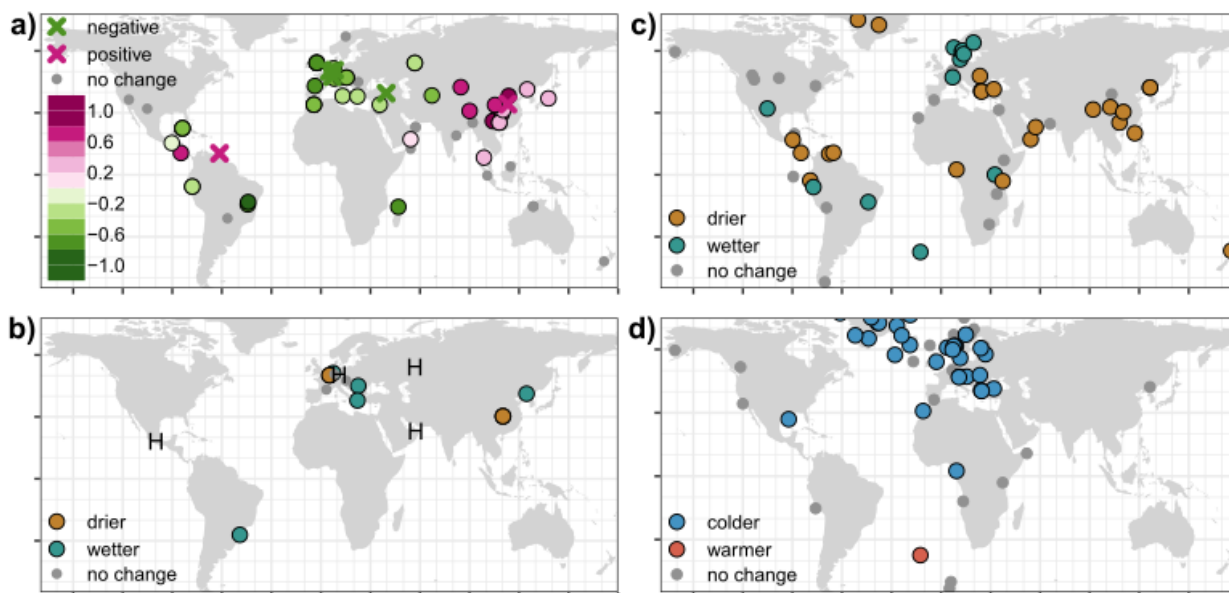 a)
negative
positive
no change
1.0
0.6
0.2
−0.2
−0.6
−1.0
c)
drier
wetter
no change
b)
H
H
H
H
drier
wetter
no change
d)
colder
warmer
no change